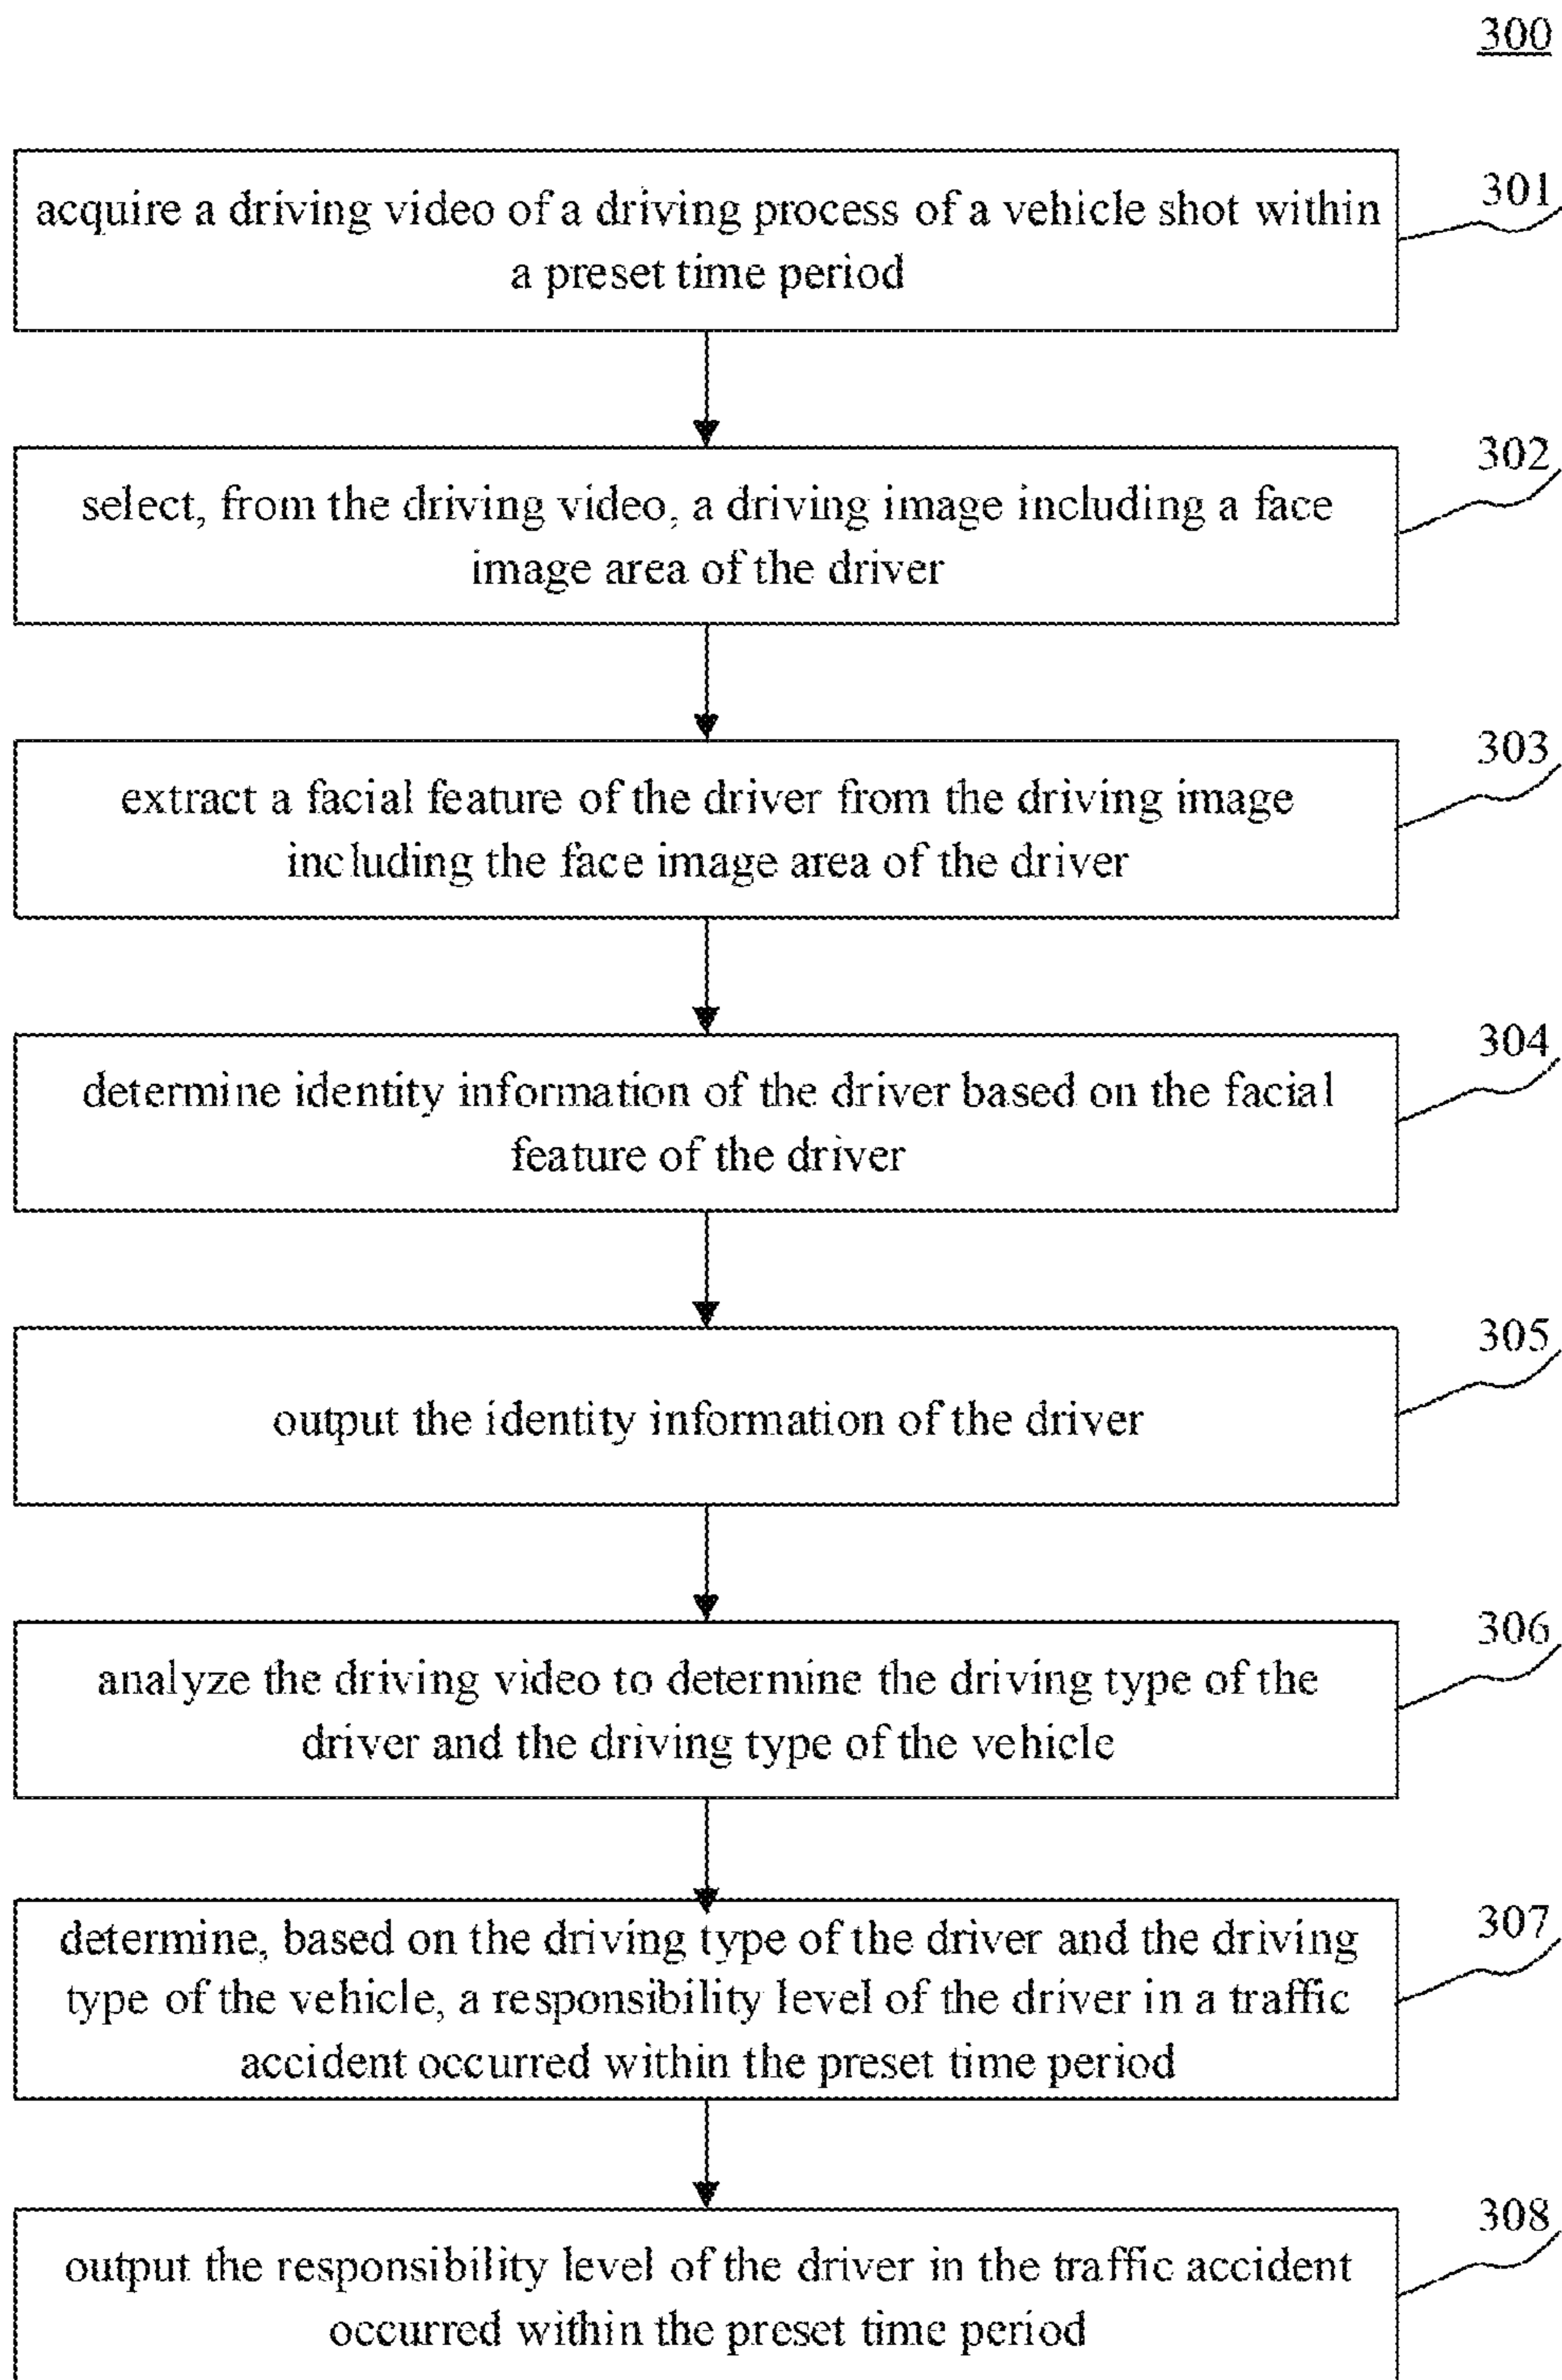 300
acquire a driving video of a driving process of a vehicle shot within
a preset time period
301
select, from the driving video, a driving image including a face
image area of the driver
302
extract a facial feature of the driver from the driving image
including the face image area of the driver
303
determine identity information of the driver based on the facial
feature of the driver
304
output the identity information of the driver
305
analyze the driving video to determine the driving type of the
driver and the driving type of the vehicle
306
determine, based on the driving type of the driver and the driving
type of the vehicle, a responsibility level of the driver in a traffic
accident occurred within the preset time period
307
output the responsibility level of the driver in the traffic accident
occurred within the preset time period
308